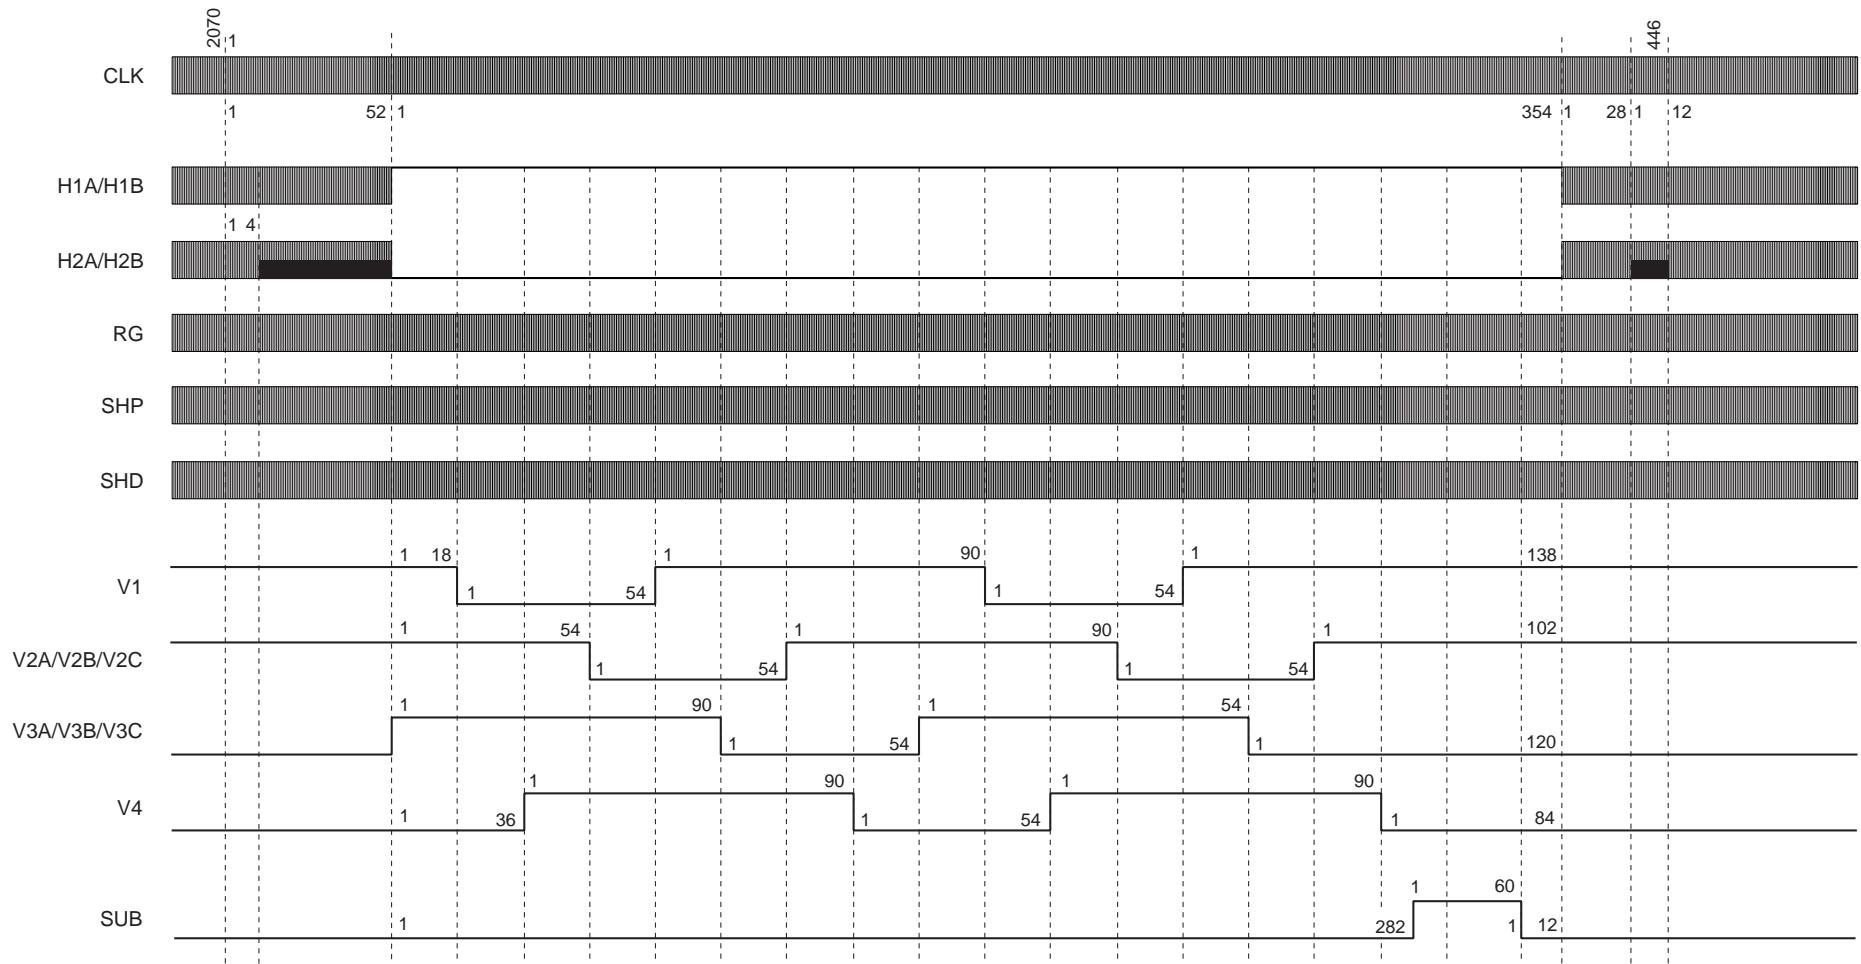 2070 1 446
CLK
1 52 1 354 1 28 1 12
H1A/H1B
1 4
H2A/H2B
RG
SHP
SHD
1 18 1 90 1 138
V1
1 54 1 54
1 54 1 90 1 102
V2A/V2B/V2C
1 54 1 54
1 90 1 54
V3A/V3B/V3C
1 54 1 120
1 90 1 90
V4
1 36 1 54 1 84
1 60
SUB
1 282 1 12